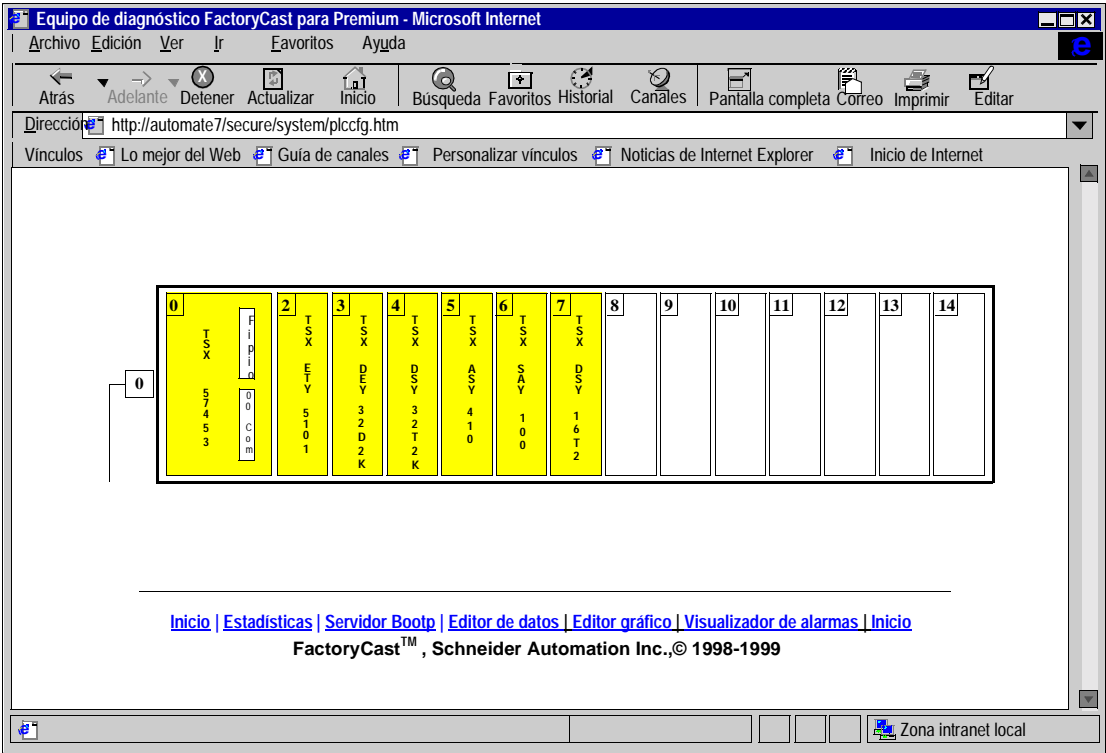 Equipo de diagnóstico FactoryCast para Premium - Microsoft Internet
Archivo Edición Ver Ir Favoritos Ayuda
Atrás Adelante Detener Actualizar Inicio Búsqueda Favoritos Historial Canales Pantalla completa Correo Imprimir Editar
Dirección http://automate7/secure/system/plccfg.htm
Vínculos Lo mejor del Web Guía de canales Personalizar vínculos Noticias de Internet Explorer Inicio de Internet
0
0 2 3 4 5 6 7 8 9 10 11 12 13 14
TSX 57453
Fipio
00 Com
TSX ETY 5101
TSX DEY 32D2K
TSX DSY 32T2K
TSX ASY 410
TSX SAY 100
TSX DSY 16T2
Inicio | Estadísticas | Servidor Bootp | Editor de datos | Editor gráfico | Visualizador de alarmas | Inicio
FactoryCast™ , Schneider Automation Inc.,© 1998-1999
Zona intranet local